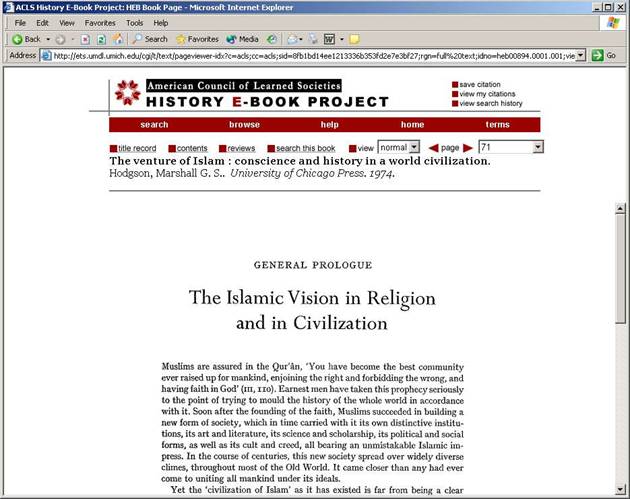 ACLS History E-Book Project: HEB Book Page - Microsoft Internet Explorer
File Edit View Favorites Tools Help
Back Search Favorites Media
Address http://ets.umdl.umich.edu/cgi/t/text/pageviewer-idx?c=acls;cc=acls;sid=8fb1bd14ee1213336b353fd2e7e3bf27;rgn=full%20text;idno=heb00894.0001.001;vie Go
American Council of Learned Societies
HISTORY E-BOOK PROJECT
save citation
view my citations
view search history
search browse help home terms
title record contents reviews search this book view normal page 71
The venture of Islam : conscience and history in a world civilization.
Hodgson, Marshall G. S.. University of Chicago Press. 1974.
GENERAL PROLOGUE
The Islamic Vision in Religion
and in Civilization
Muslims are assured in the Qur'ân, 'You have become the best community
ever raised up for mankind, enjoining the right and forbidding the wrong, and
having faith in God' (III, 110). Earnest men have taken this prophecy seriously
to the point of trying to mould the history of the whole world in accordance
with it. Soon after the founding of the faith, Muslims succeeded in building a
new form of society, which in time carried with it its own distinctive institu-
tions, its art and literature, its science and scholarship, its political and social
forms, as well as its cult and creed, all bearing an unmistakable Islamic im-
press. In the course of centuries, this new society spread over widely diverse
climes, throughout most of the Old World. It came closer than any had ever
come to uniting all mankind under its ideals.
Yet the 'civilization of Islam' as it has existed is far from being a clear